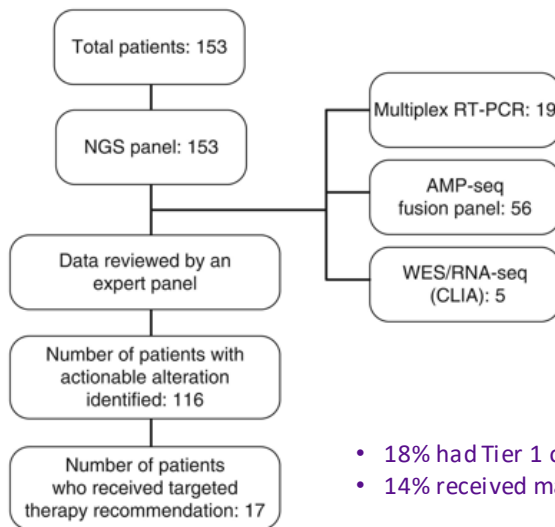 Total patients: 153
NGS panel: 153
Multiplex RT-PCR: 19
AMP-seq
fusion panel: 56
WES/RNA-seq
(CLIA): 5
Data reviewed by an
expert panel
Number of patients with
actionable alteration
identified: 116
Number of patients
who received targeted
therapy recommendation: 17
• 18% had Tier 1
• 14% received